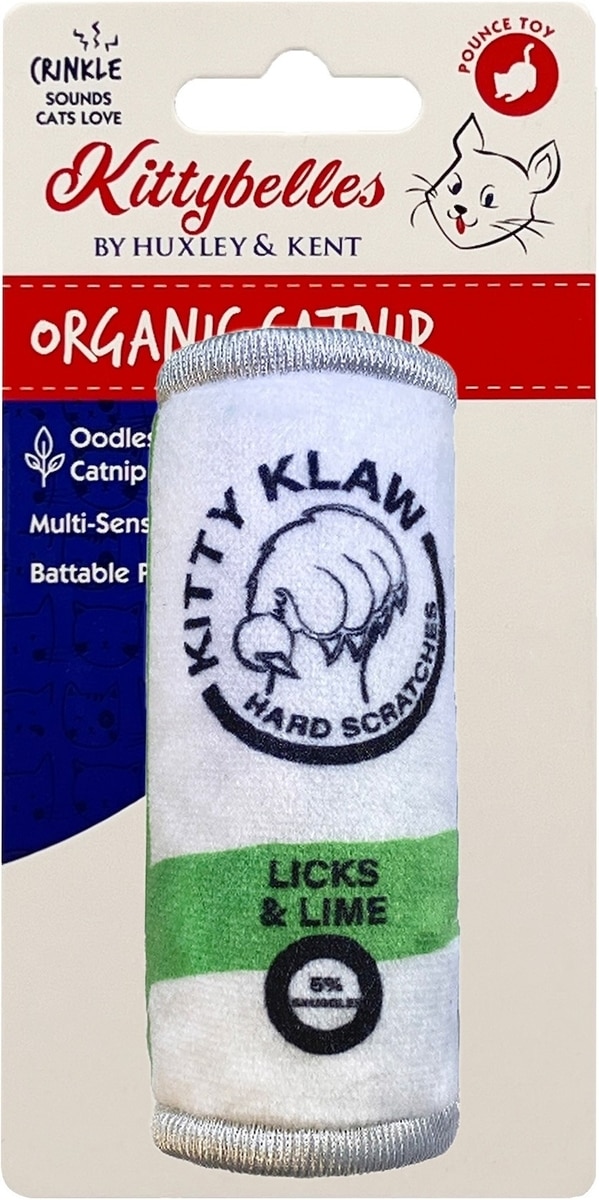 CRINKLE
SOUNDS
CATS LOVE
POUNCE TOY
Kittybelles
BY HUXLEY & KENT
ORGANIC CATNIP
Oodles
Catnip
Multi-Sens
Battable
KITTY KLAW
HARD SCRATCHES
LICKS
& LIME
5%
SNUGGLES